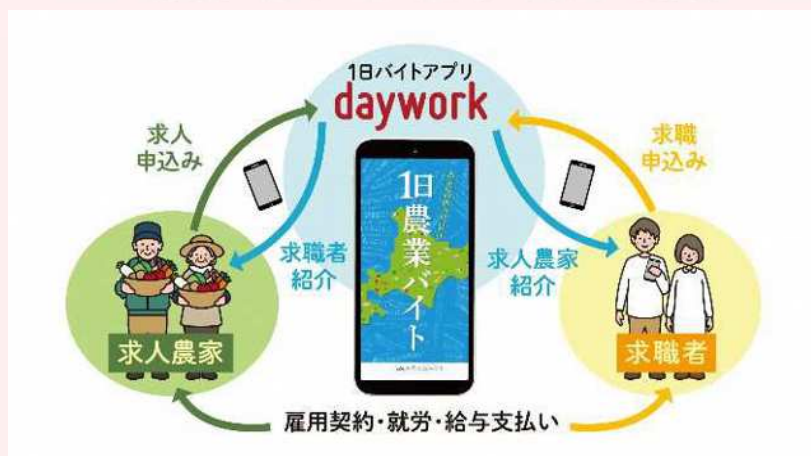 1日バイトアプリ
daywork
求人
申込み
求職
申込み
1日農業バイト
求職者
紹介
求人農家
紹介
求人農家
求職者
雇用契約・就労・給与支払い